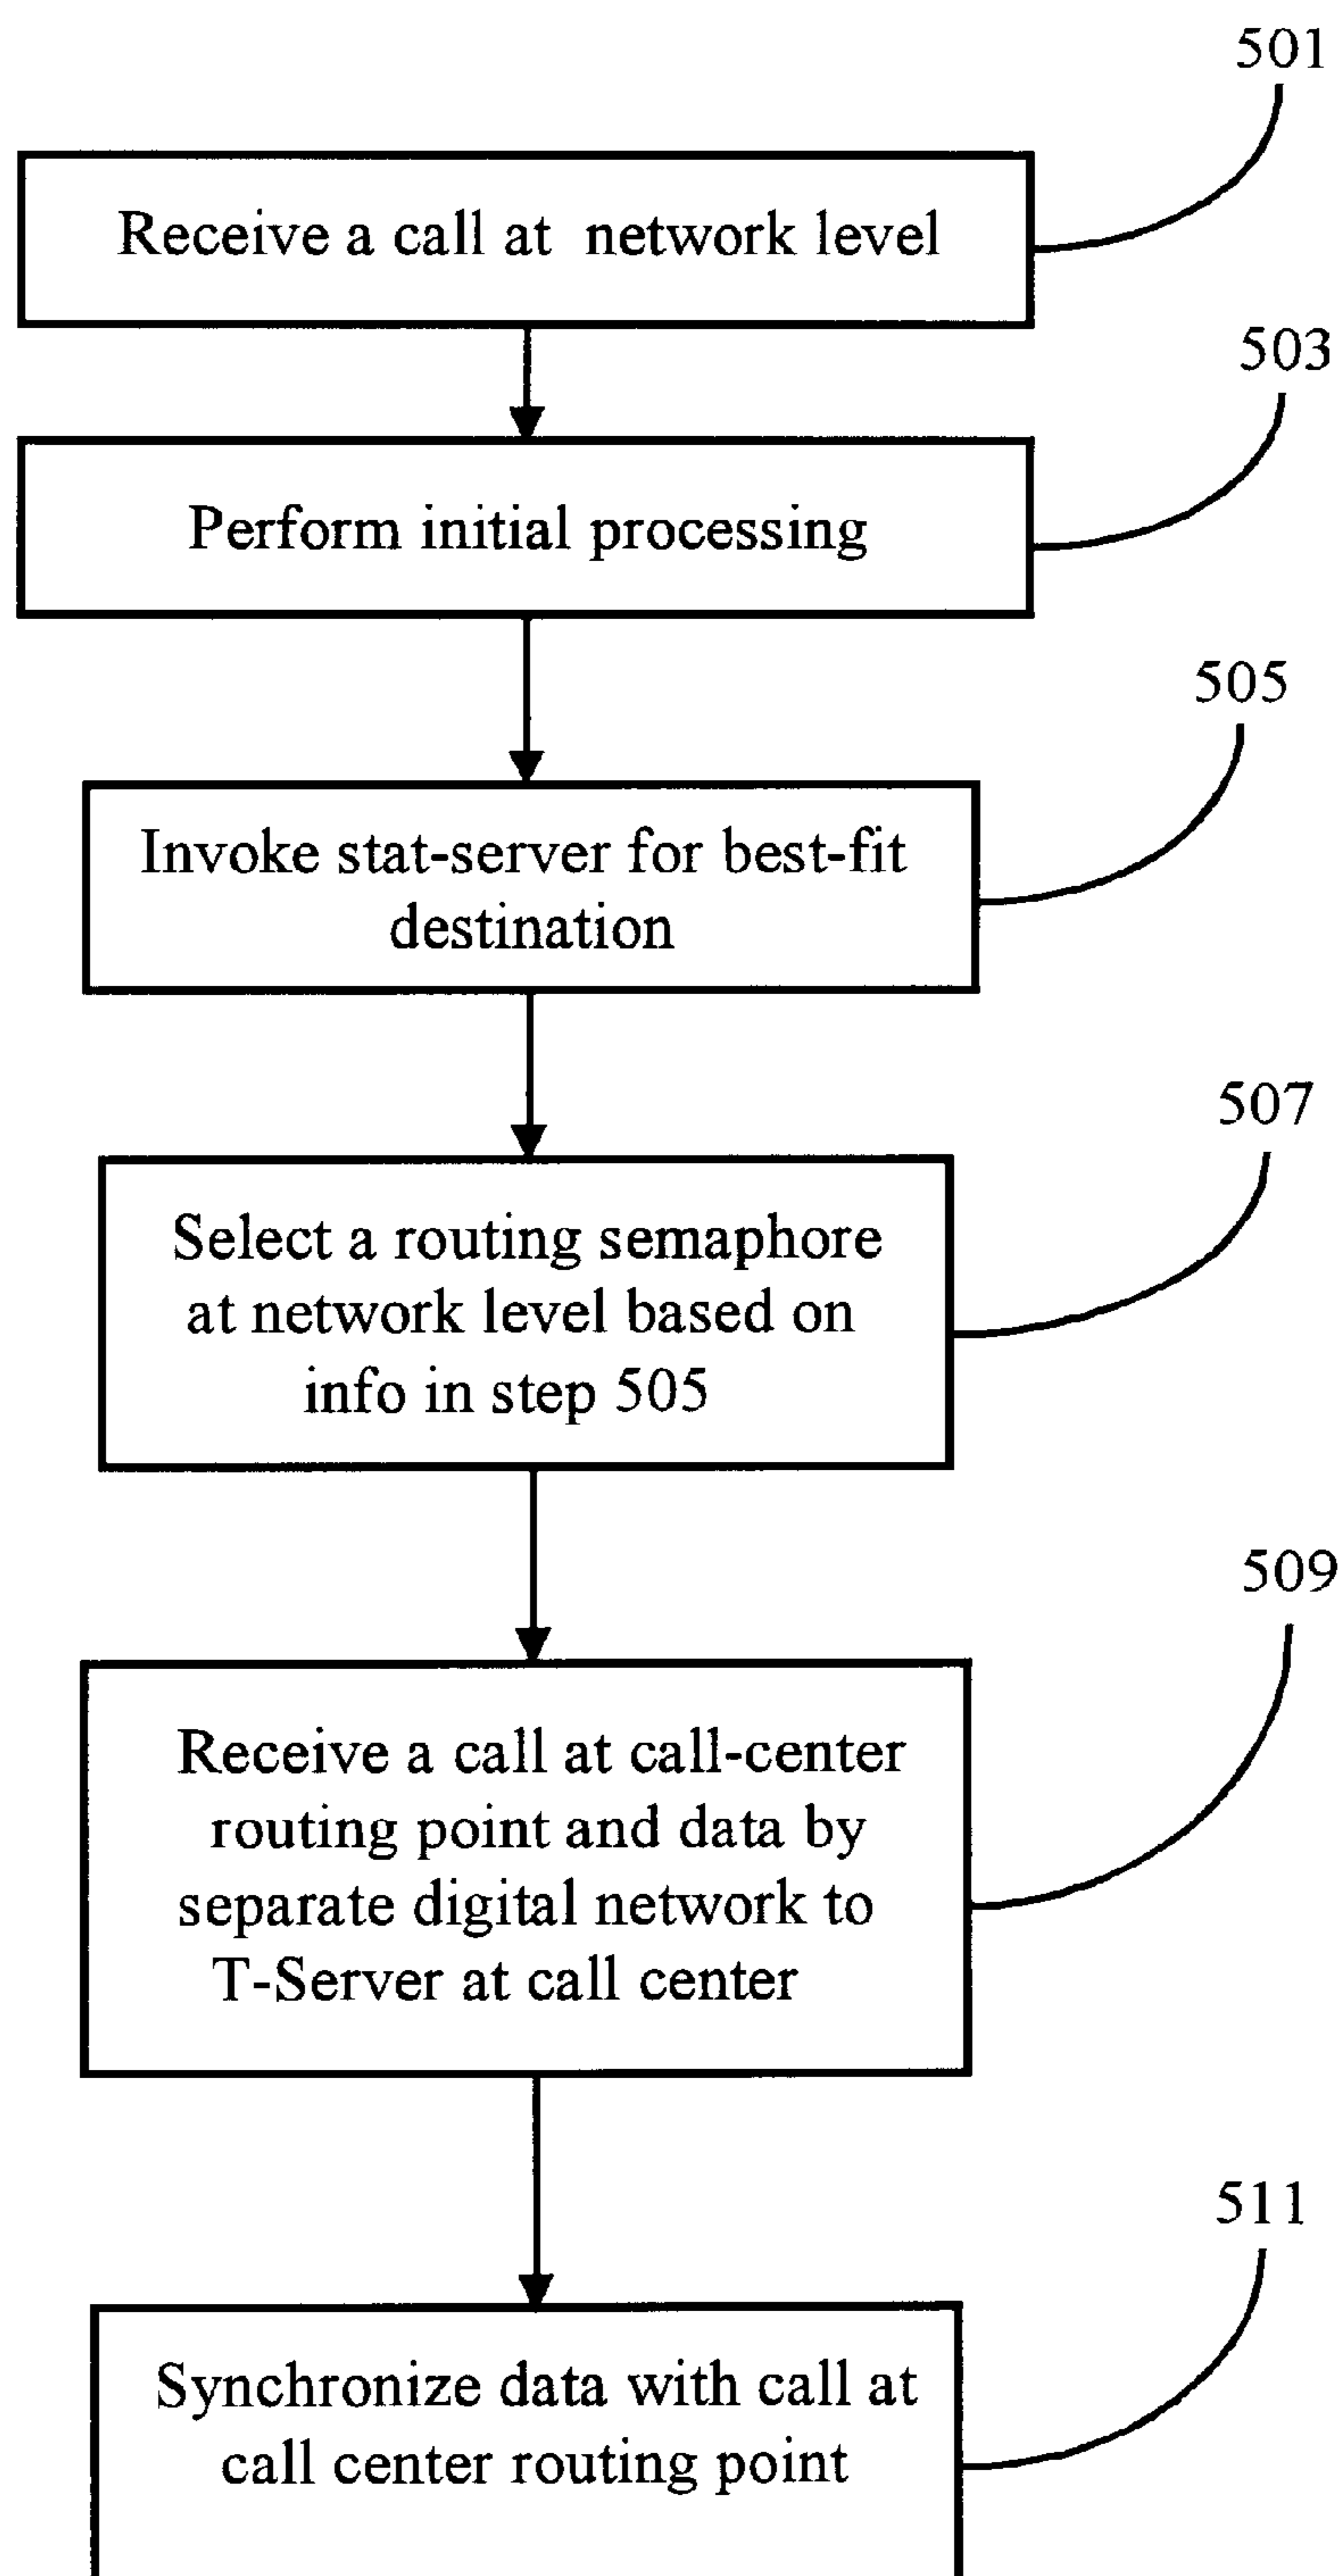 501
Receive a call at network level
503
Perform initial processing
505
Invoke stat-server for best-fit
destination
507
Select a routing semaphore
at network level based on
info in step 505
509
Receive a call at call-center
routing point and data by
separate digital network to
T-Server at call center
511
Synchronize data with call at
call center routing point